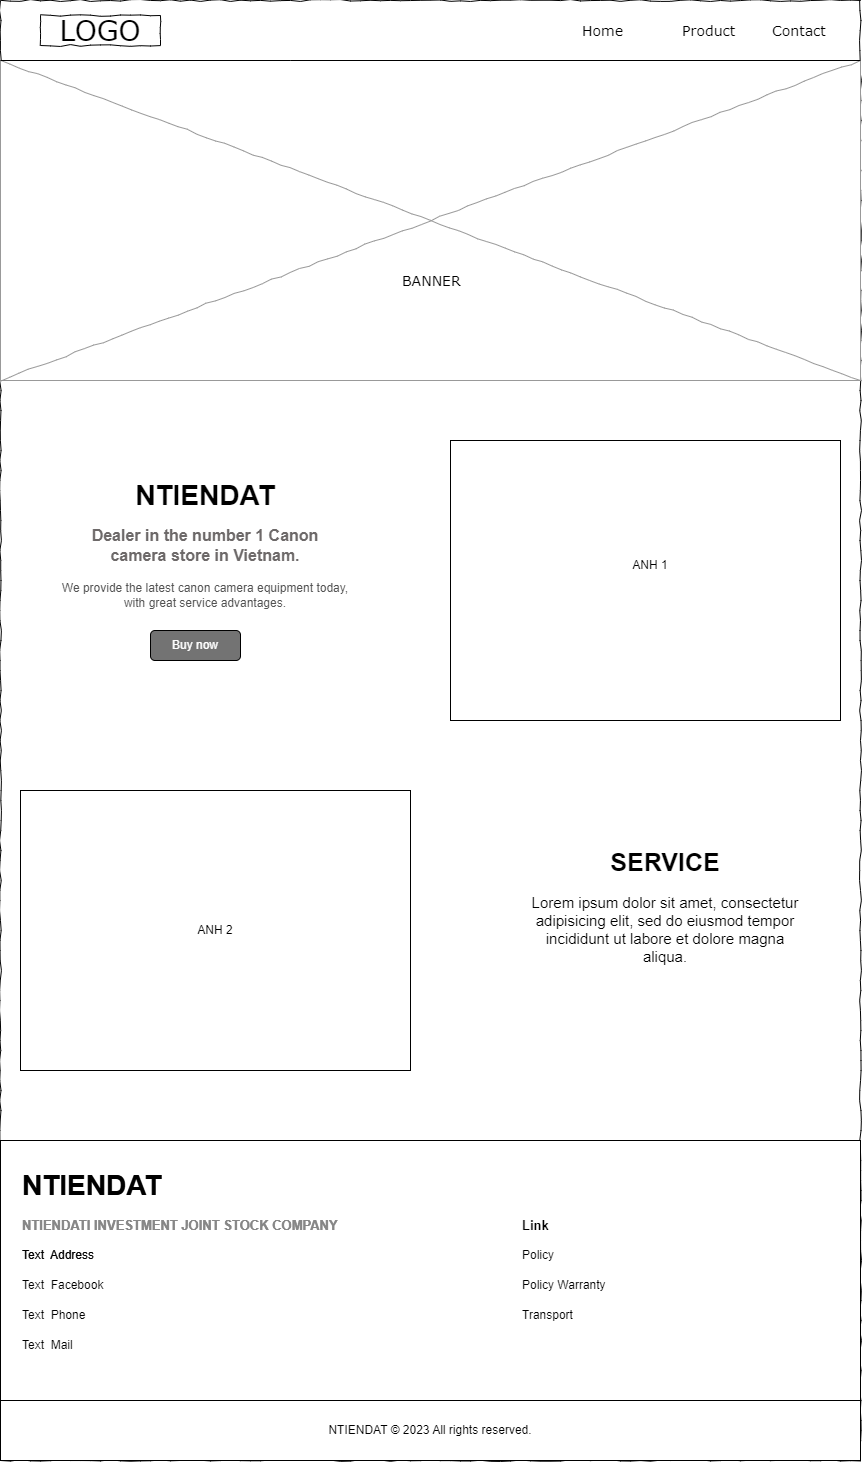 LOGO
Home
Product
Contact
BANNER
NTIENDAT
Dealer in the number 1 Canon
camera store in Vietnam.
We provide the latest canon camera equipment today,
with great service advantages.
Buy now
ANH 1
ANH 2
SERVICE
Lorem ipsum dolor sit amet, consectetur
adipisicing elit, sed do eiusmod tempor
incididunt ut labore et dolore magna
aliqua.
NTIENDAT
NTIENDATI INVESTMENT JOINT STOCK COMPANY
Text Address
Text Facebook
Text Phone
Text Mail
Link
Policy
Policy Warranty
Transport
NTIENDAT © 2023 All rights reserved.